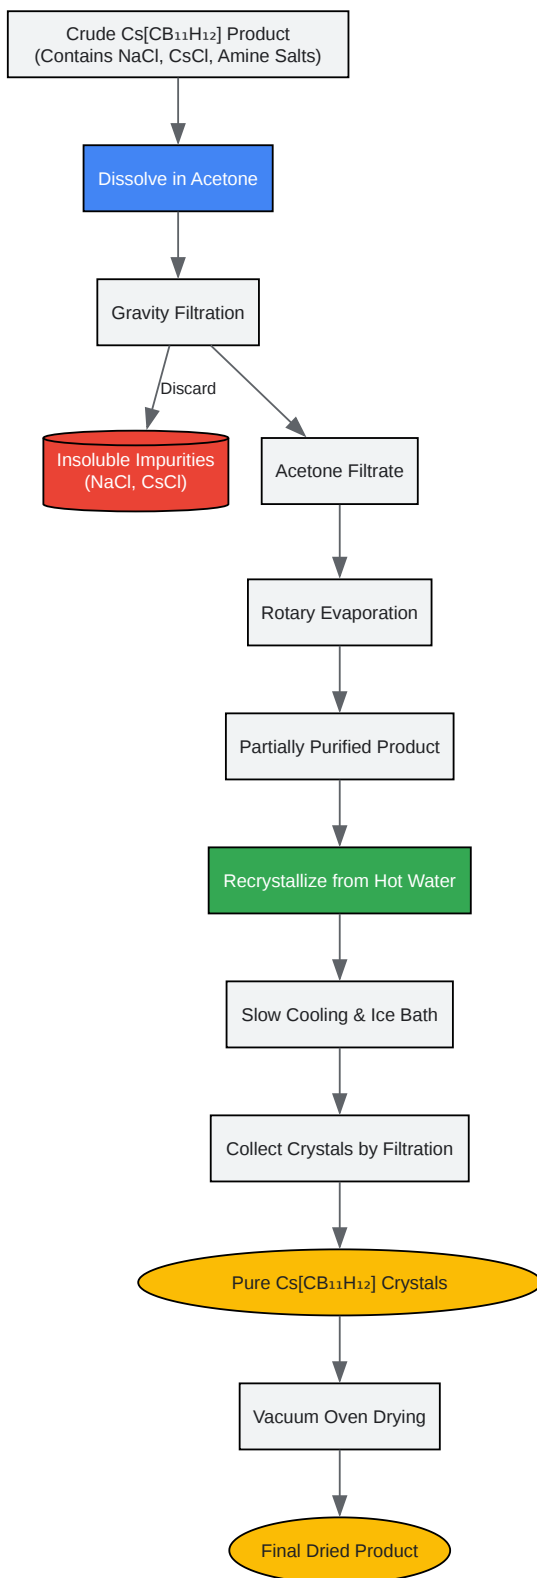 Crude Cs[CB₁₁H₁₂] Product
(Contains NaCl, CsCl, Amine Salts)
Dissolve in Acetone
Gravity Filtration
Discard
Insoluble Impurities
(NaCl, CsCl)
Acetone Filtrate
Rotary Evaporation
Partially Purified Product
Recrystallize from Hot Water
Slow Cooling & Ice Bath
Collect Crystals by Filtration
Pure Cs[CB₁₁H₁₂] Crystals
Vacuum Oven Drying
Final Dried Product